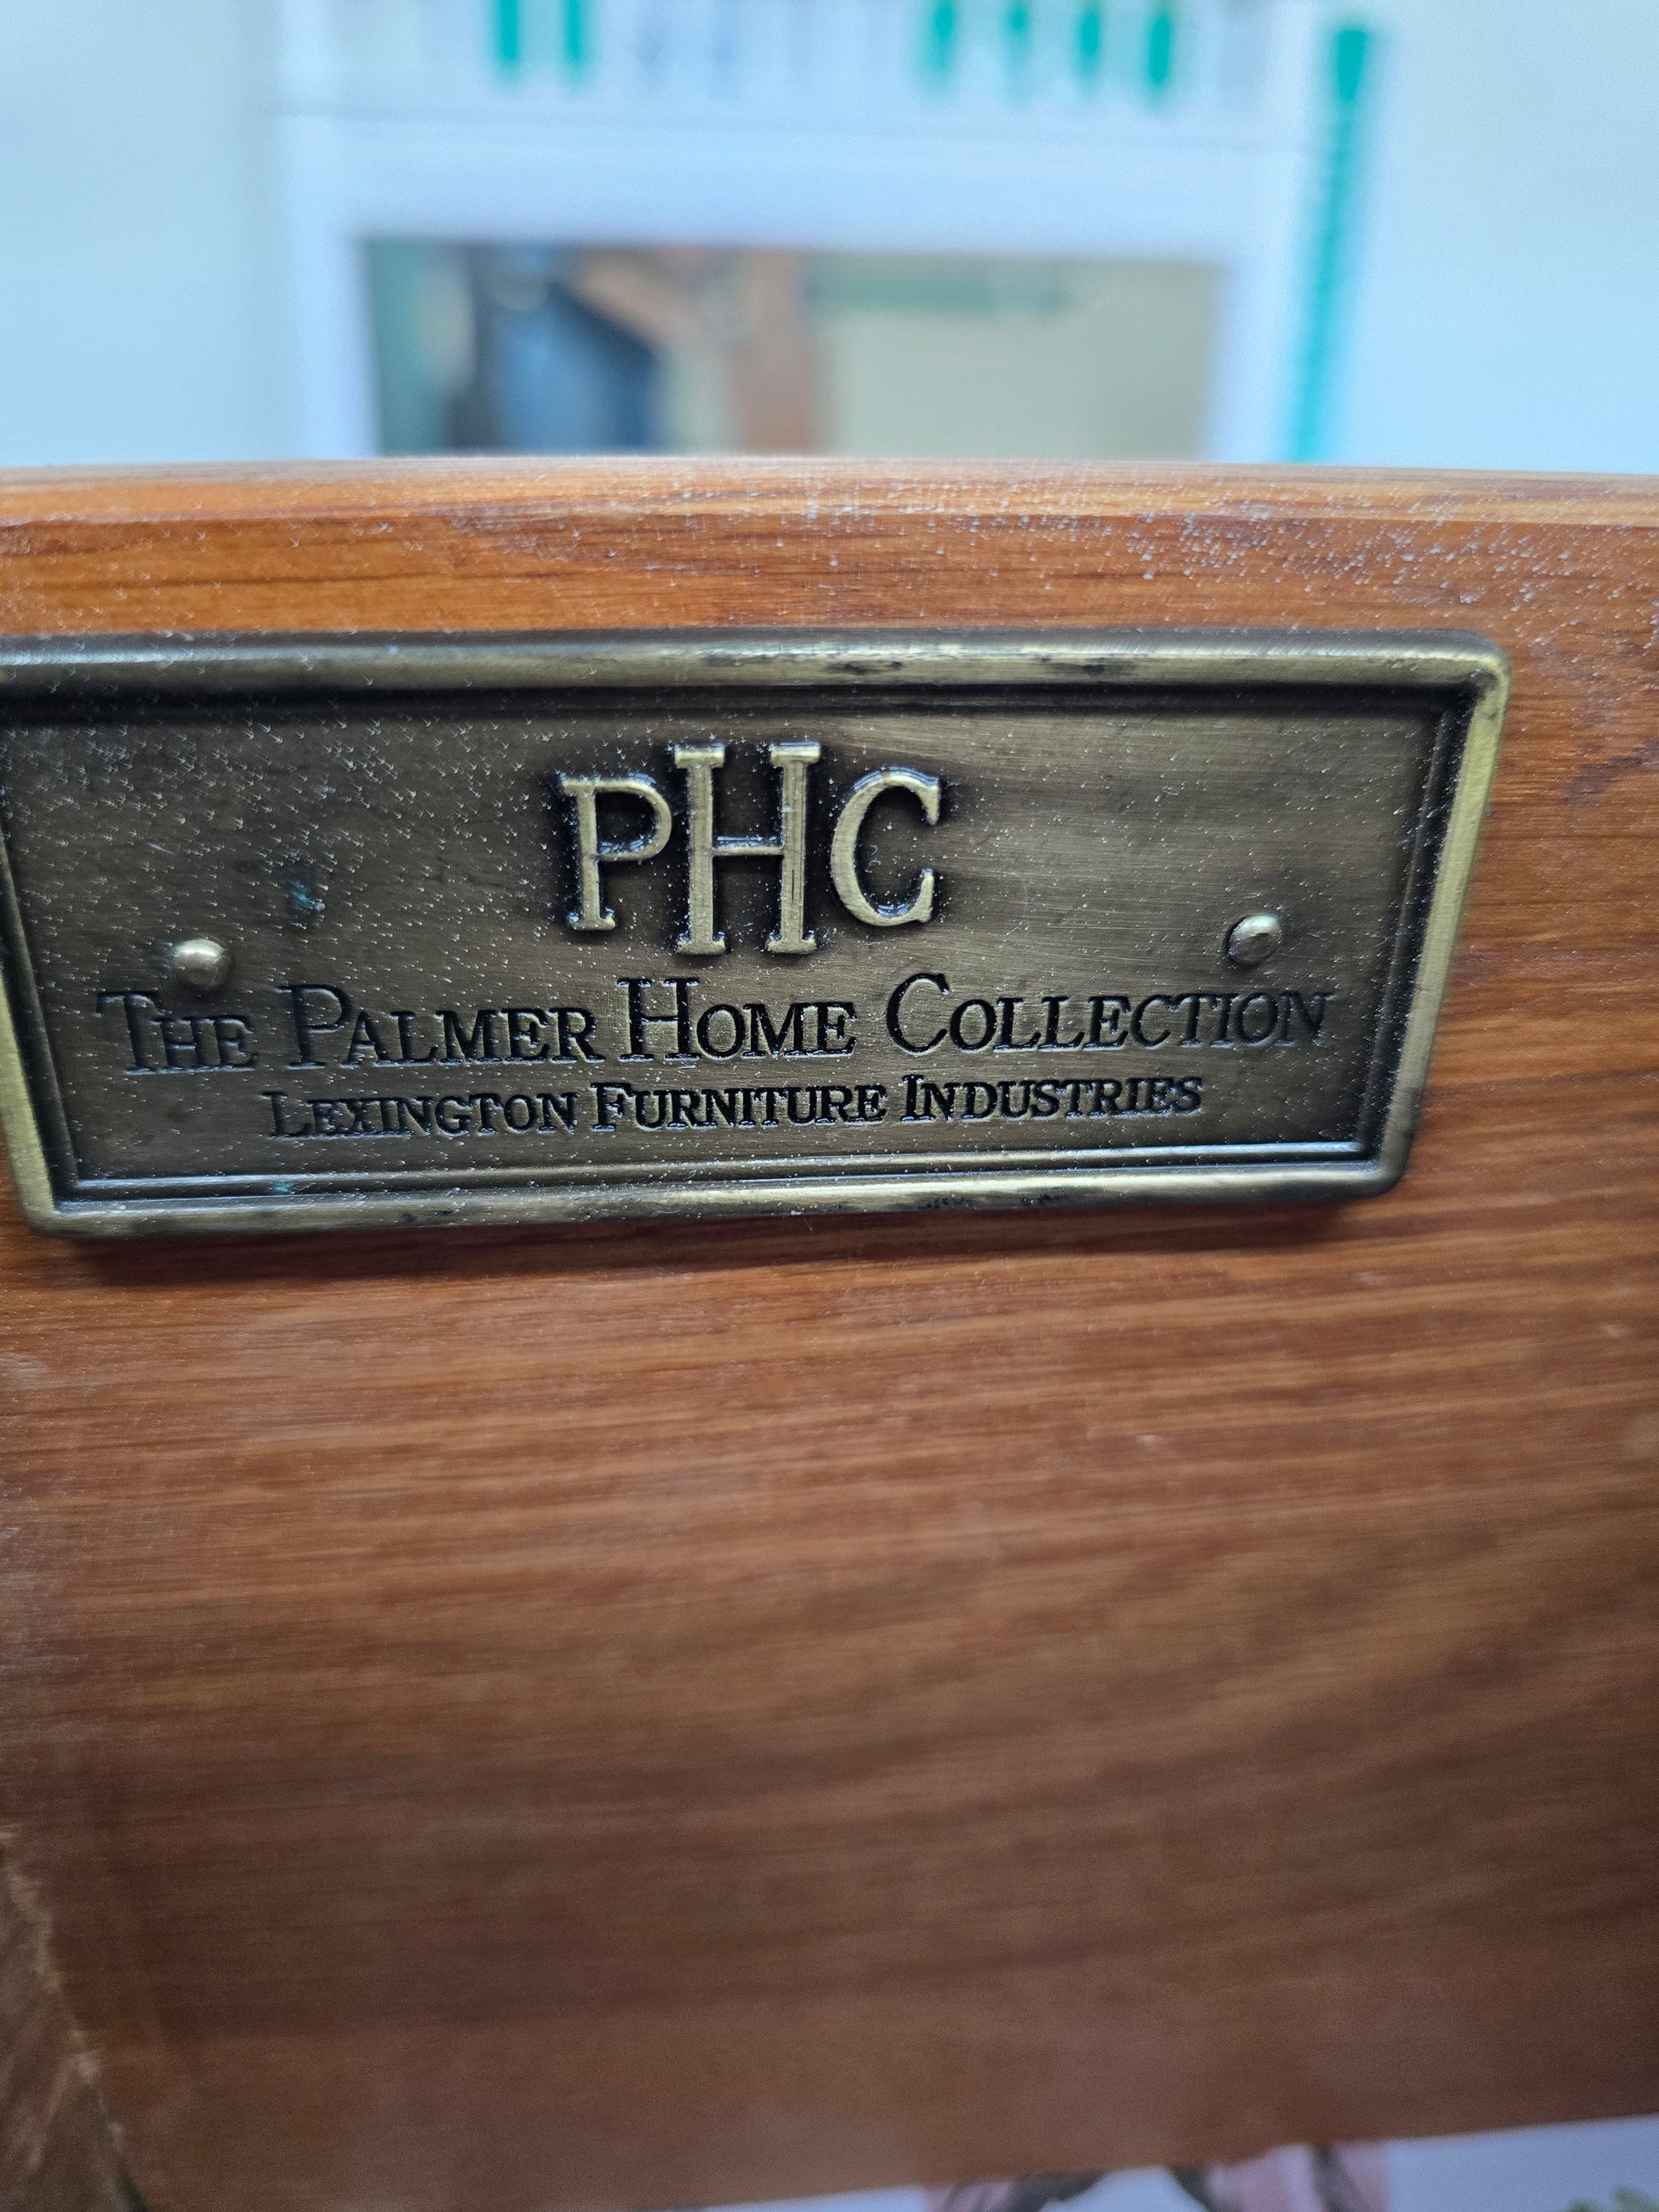 PHC
THE PALMER HOME COLLECTION
LEXINGTON FURNITURE INDUSTRIES